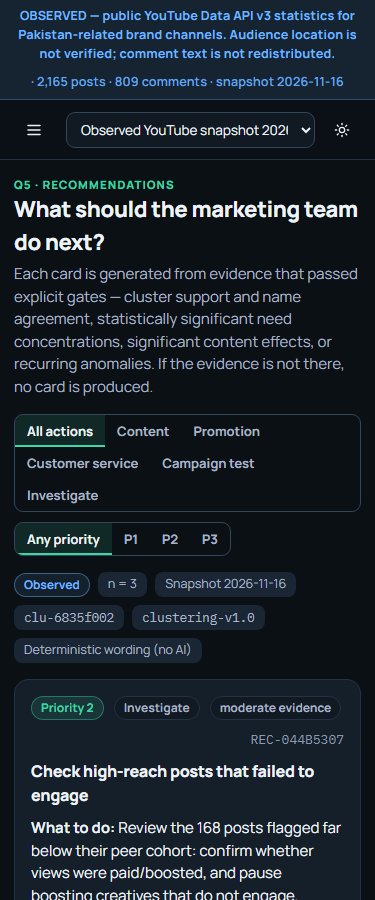 OBSERVED — public YouTube Data API v3 statistics for
Pakistan-related brand channels. Audience location is
not verified; comment text is not redistributed.
· 2,165 posts · 809 comments · snapshot 2026-11-16
Observed YouTube snapshot 202
Q5 · RECOMMENDATIONS
What should the marketing team
do next?
Each card is generated from evidence that passed
explicit gates — cluster support and name
agreement, statistically significant need
concentrations, significant content effects, or
recurring anomalies. If the evidence is not there,
no card is produced.
All actions Content Promotion
Customer service Campaign test
Investigate
Any priority P1 P2 P3
Observed n = 3 Snapshot 2026-11-16
clu-6835f002 clustering-v1.0
Deterministic wording (no AI)
Priority 2 Investigate moderate evidence
REC-044B5307
Check high-reach posts that failed to
engage
What to do: Review the 168 posts flagged far
below their peer cohort: confirm whether
views were paid/boosted, and pause
boosting creatives that do not engage.